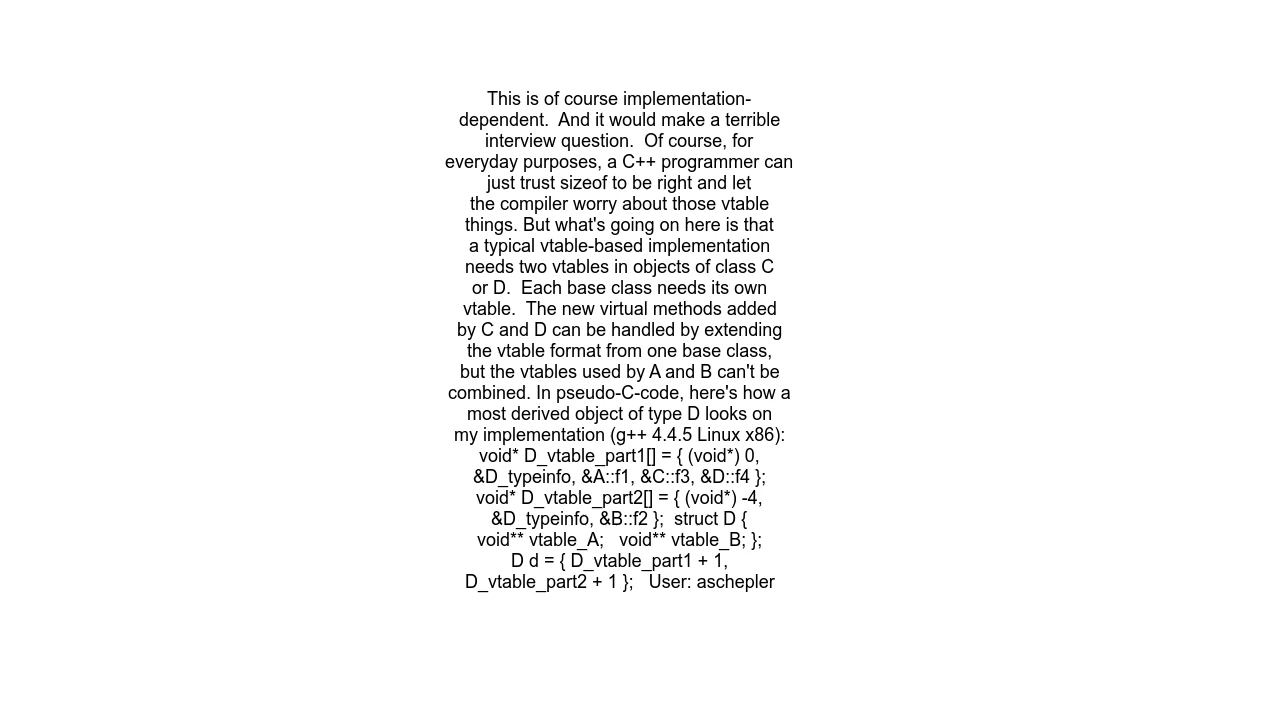 This is of course implementation-
dependent.  And it would make a terrible
interview question.  Of course, for
everyday purposes, a C++ programmer can
just trust sizeof to be right and let
the compiler worry about those vtable
things. But what's going on here is that
a typical vtable-based implementation
needs two vtables in objects of class C
or D.  Each base class needs its own
vtable.  The new virtual methods added
by C and D can be handled by extending
the vtable format from one base class,
but the vtables used by A and B can't be
combined. In pseudo-C-code, here's how a
most derived object of type D looks on
my implementation (g++ 4.4.5 Linux x86):
void* D_vtable_part1[] = { (void*) 0,
&D_typeinfo, &A::f1, &C::f3, &D::f4 };
void* D_vtable_part2[] = { (void*) -4,
&D_typeinfo, &B::f2 };  struct D {
void** vtable_A;   void** vtable_B; };
D d = { D_vtable_part1 + 1,
D_vtable_part2 + 1 };   User: aschepler